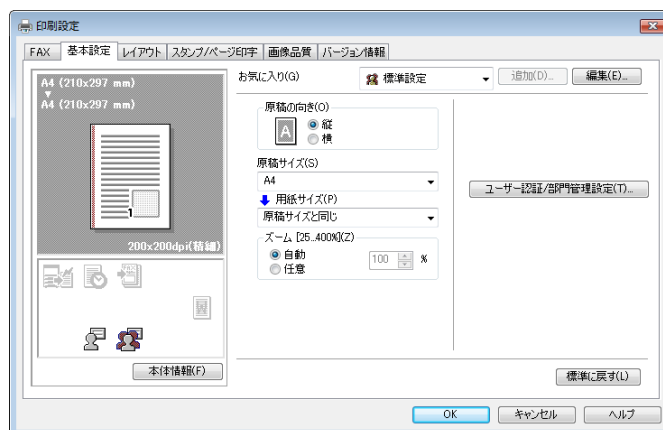 印刷設定
FAX 基本設定 レイアウト スタンプ/ページ印字 画像品質 バージョン情報
A4 (210x297 mm)
A4 (210x297 mm)
1
200x200dpi(精細)
本体情報(F)
お気に入り(G) 標準設定 追加(D)... 編集(E)...
原稿の向き(O)
A
縦
横
原稿サイズ(S)
A4
用紙サイズ(P)
原稿サイズと同じ
ズーム [25..400%](Z)
自動
任意
100 %
ユーザー認証/部門管理設定(T)...
標準に戻す(L)
OK キャンセル ヘルプ